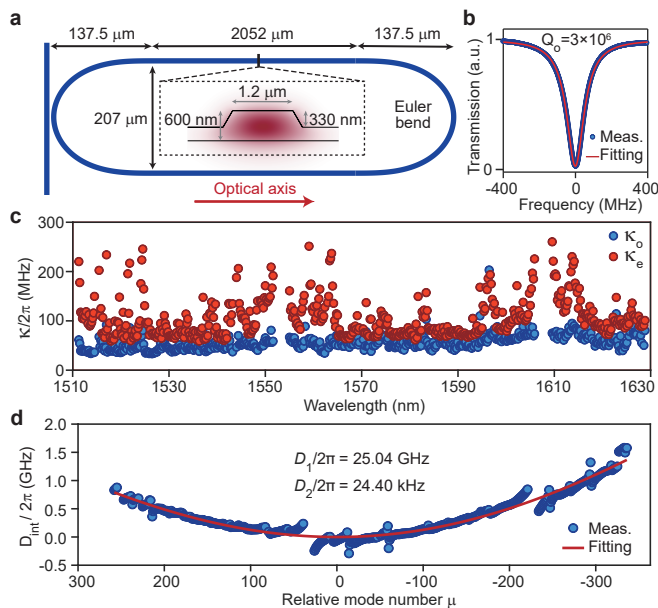 a
137.5 μm
2052 μm
137.5 μm
207 μm
1.2 μm
600 nm
330 nm
Euler
bend
Optical axis
b
Transmission (a.u.)
1
0
Qo=3×10⁶
Meas.
Fitting
-400
0
400
Frequency (MHz)
c
κ/2π (MHz)
300
200
100
0
κo
κe
1510
1530
1550
1570
1590
1610
1630
Wavelength (nm)
d
Dint/ 2π (GHz)
2.0
1.5
1.0
0.5
0.0
-0.5
D1/2π = 25.04 GHz
D2/2π = 24.40 kHz
Meas.
Fitting
300
200
100
0
-100
-200
-300
Relative mode number μ